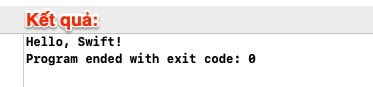 Kết quả:
Hello, Swift!
Program ended with exit code: 0